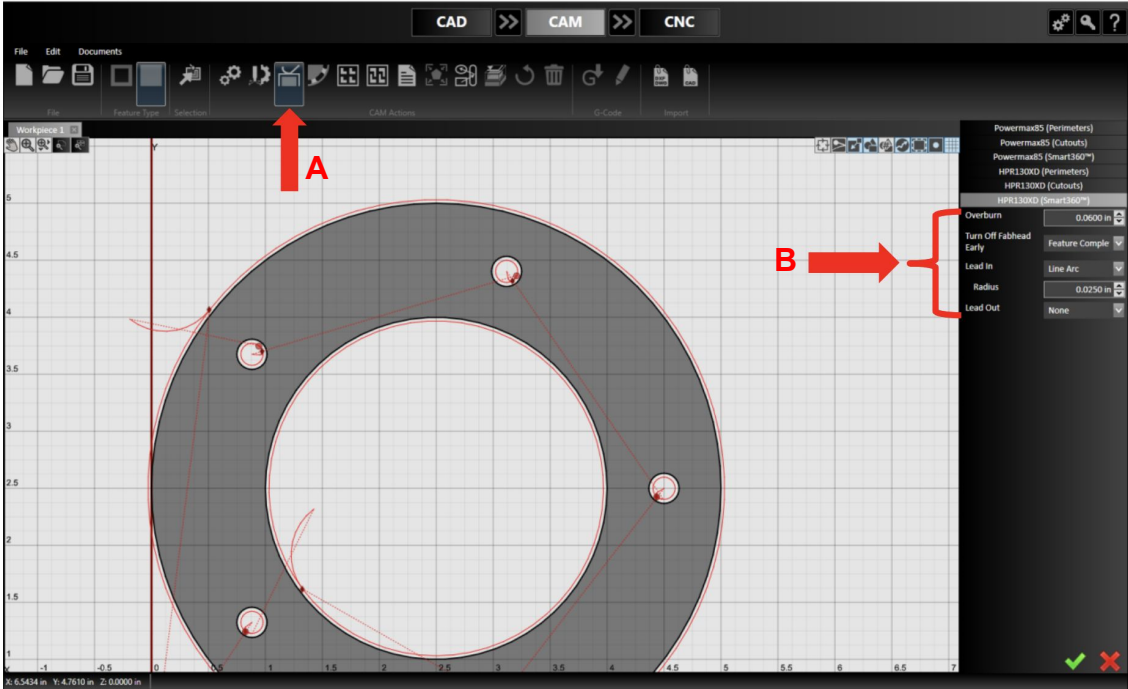 CAD >> CAM >> CNC
File Edit Documents
File Feature Type Selection CAM Actions G-Code Import
Workpiece 1
Y
A
Powermax85 (Perimeters)
Powermax85 (Cutouts)
Powermax85 (Smart360™)
HPR130XD (Perimeters)
HPR130XD (Cutouts)
HPR130XD (Smart360™)
Overburn 0.0600 in
Turn Off Fabhead
Early
Feature Comple
B
Lead In Line Arc
Radius 0.0250 in
Lead Out None
5
4.5
4
3.5
3
2.5
2
1.5
1
X -1 -0.5 0 0.5 1 1.5 2 2.5 3 3.5 4 4.5 5 5.5 6 6.5 7
X: 6.5434 in Y: 4.7610 in Z: 0.0000 in